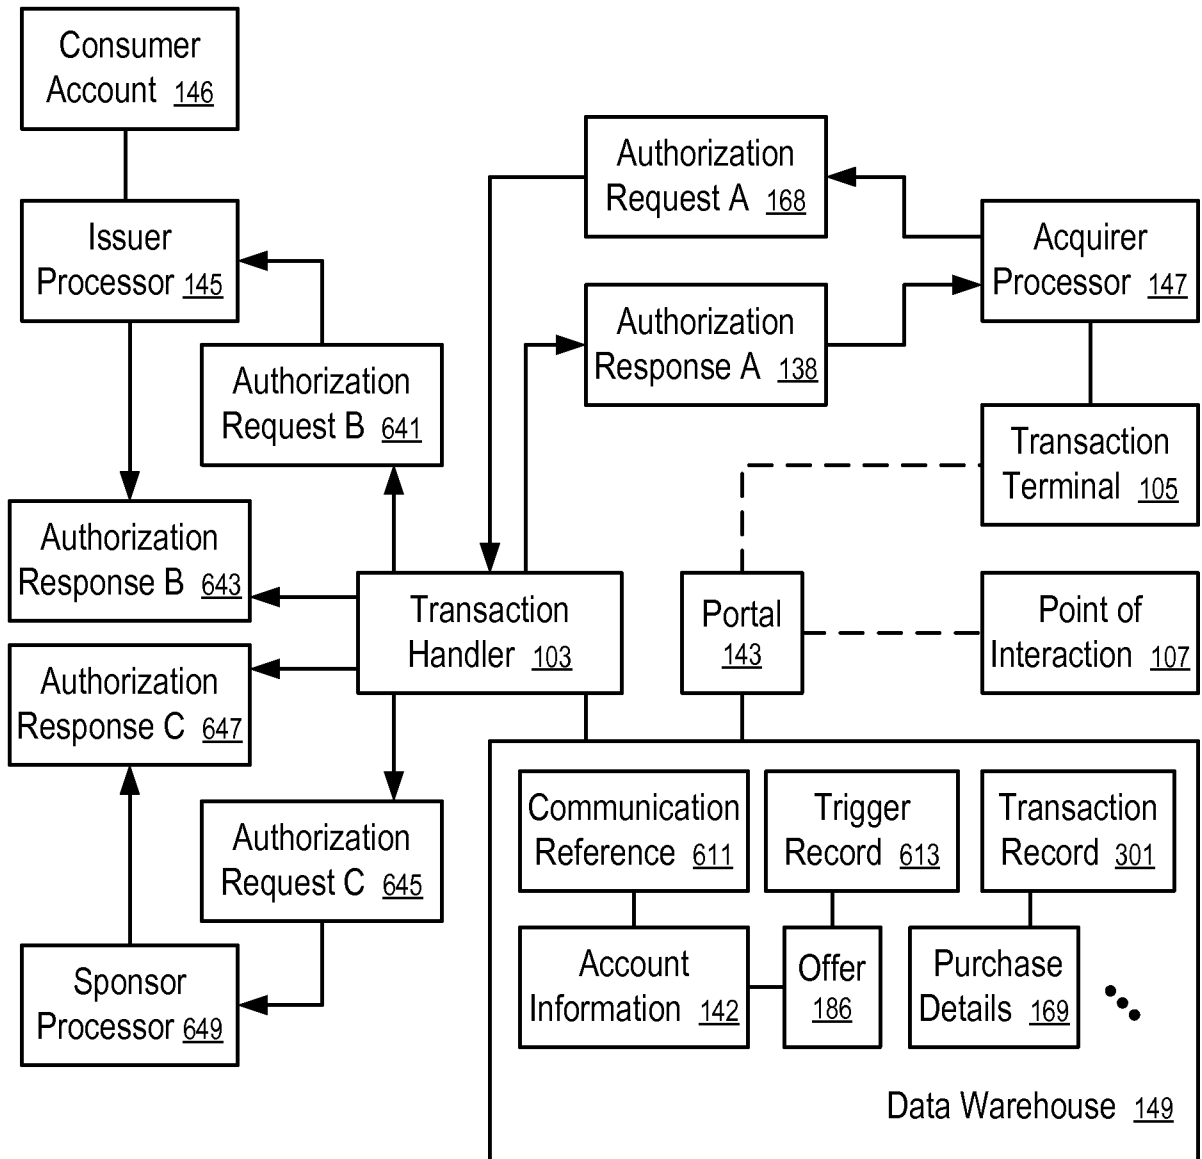 Consumer
Account 146
Authorization
Request A 168
Issuer
Processor 145
Acquirer
Processor 147
Authorization
Response A 138
Authorization
Request B 641
Transaction
Terminal 105
Authorization
Response B 643
Transaction
Handler 103
Portal
143
Point of
Interaction 107
Authorization
Response C 647
Authorization
Request C 645
Sponsor
Processor 649
Communication
Reference 611
Trigger
Record 613
Transaction
Record 301
Account
Information 142
Offer
186
Purchase
Details 169
Data Warehouse 149